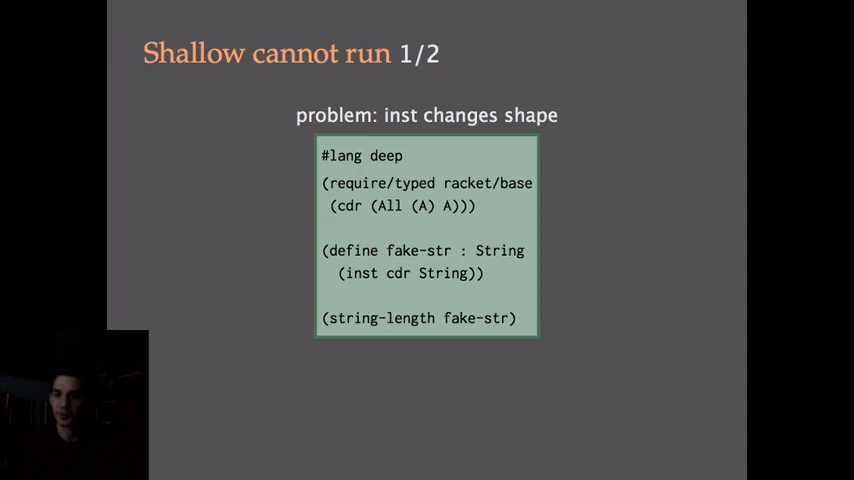 Shallow cannot run 1/2
problem: inst changes shape
#lang deep
(require/typed racket/base
(cdr (All (A) A)))
(define fake-str : String
(inst cdr String))
(string-length fake-str)